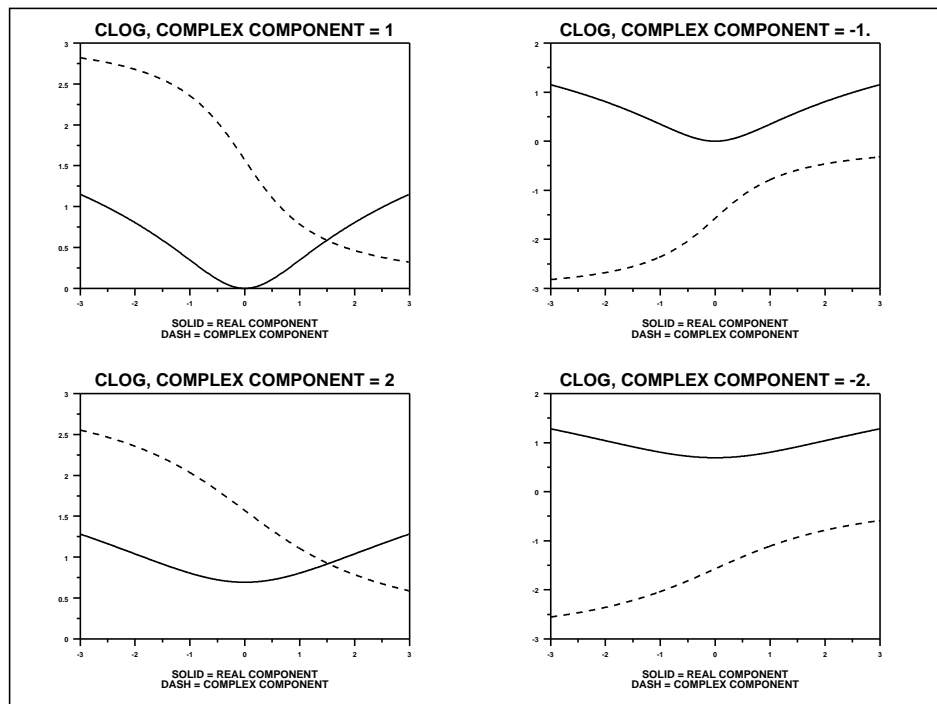 CLOG, COMPLEX COMPONENT = 1
3
2.5
2
1.5
1
0.5
0
-3 -2 -1 0 1 2 3
SOLID = REAL COMPONENT
DASH = COMPLEX COMPONENT
CLOG, COMPLEX COMPONENT = -1.
2
1
0
-1
-2
-3
-3 -2 -1 0 1 2 3
SOLID = REAL COMPONENT
DASH = COMPLEX COMPONENT
CLOG, COMPLEX COMPONENT = 2
3
2.5
2
1.5
1
0.5
0
-3 -2 -1 0 1 2 3
SOLID = REAL COMPONENT
DASH = COMPLEX COMPONENT
CLOG, COMPLEX COMPONENT = -2.
2
1
0
-1
-2
-3
-3 -2 -1 0 1 2 3
SOLID = REAL COMPONENT
DASH = COMPLEX COMPONENT